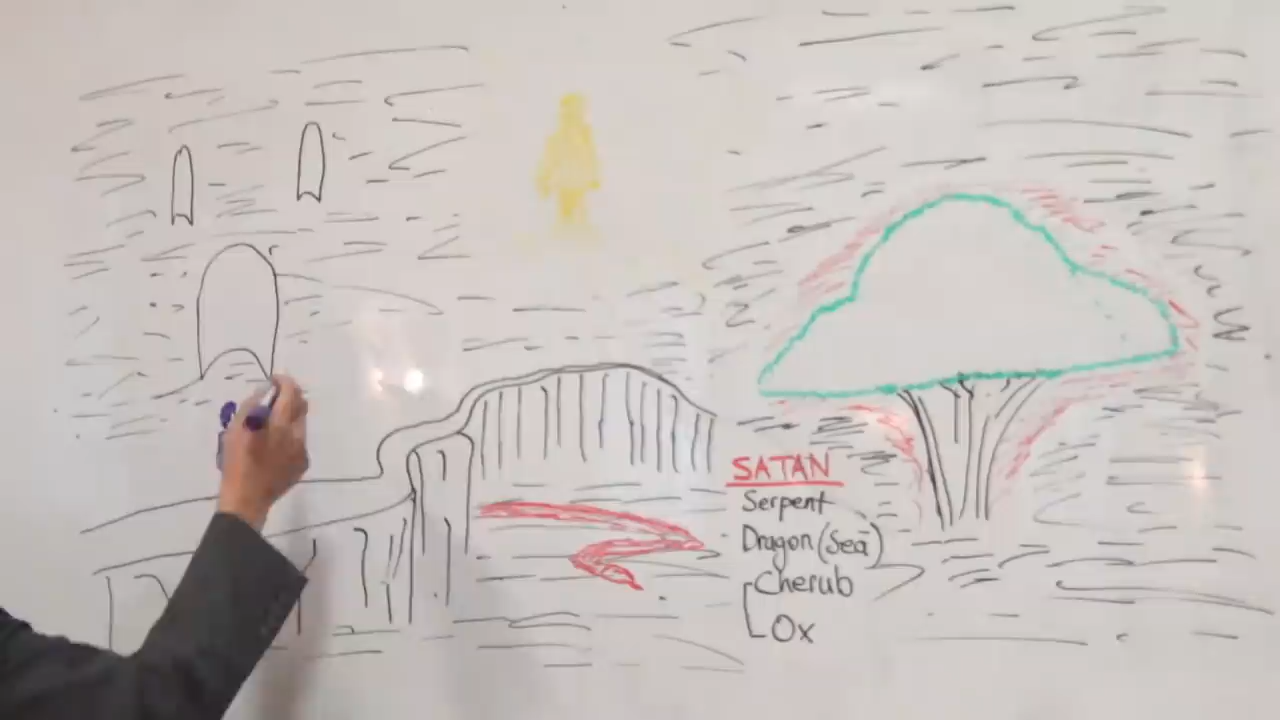 SATAN
Serpent
Dragon (Sea)
Cherub
Ox